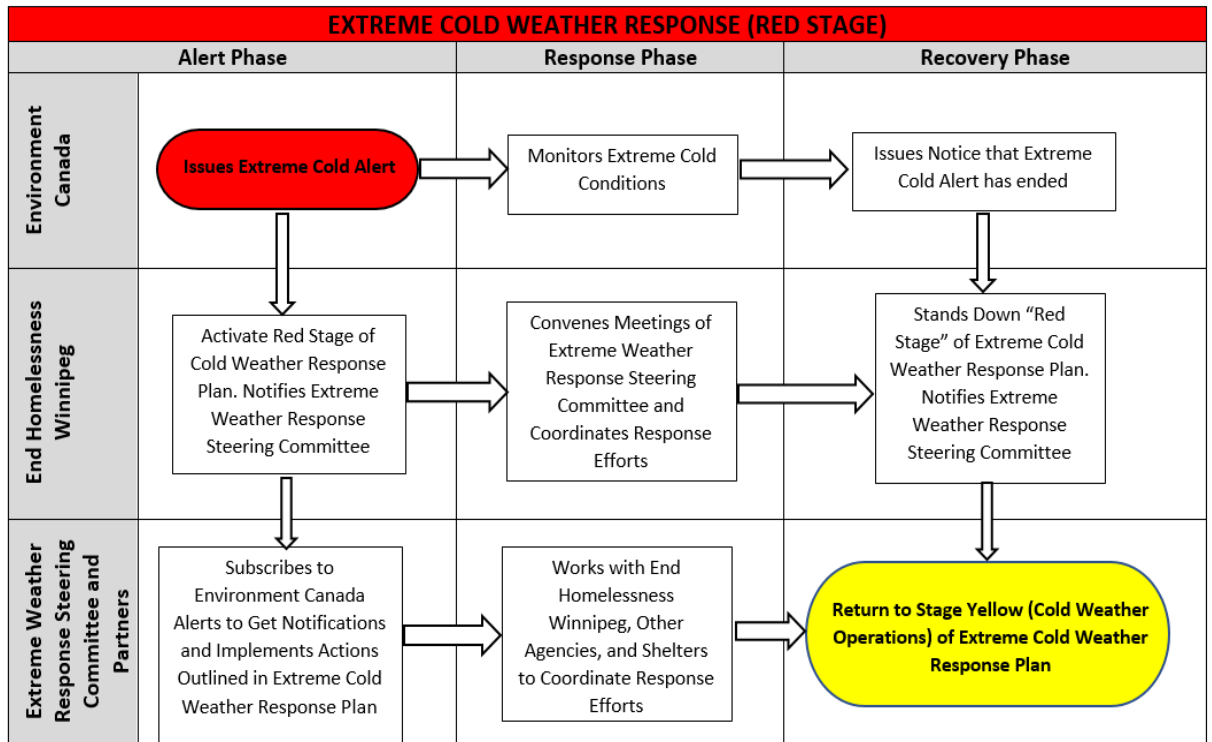 EXTREME COLD WEATHER RESPONSE (RED STAGE)
Alert Phase
Response Phase
Recovery Phase
Environment
Canada
Issues Extreme Cold Alert
Monitors Extreme Cold
Conditions
Issues Notice that Extreme
Cold Alert has ended
End Homelessness
Winnipeg
Activate Red Stage of
Cold Weather Response
Plan. Notifies Extreme
Weather Response
Steering Committee
Convenes Meetings of
Extreme Weather
Response Steering
Committee and
Coordinates Response
Efforts
Stands Down “Red
Stage” of Extreme Cold
Weather Response Plan.
Notifies Extreme
Weather Response
Steering Committee
Extreme Weather
Response Steering
Committee and
Partners
Subscribes to
Environment Canada
Alerts to Get Notifications
and Implements Actions
Outlined in Extreme Cold
Weather Response Plan
Works with End
Homelessness
Winnipeg, Other
Agencies, and Shelters
to Coordinate Response
Efforts
Return to Stage Yellow (Cold Weather
Operations) of Extreme Cold Weather
Response Plan